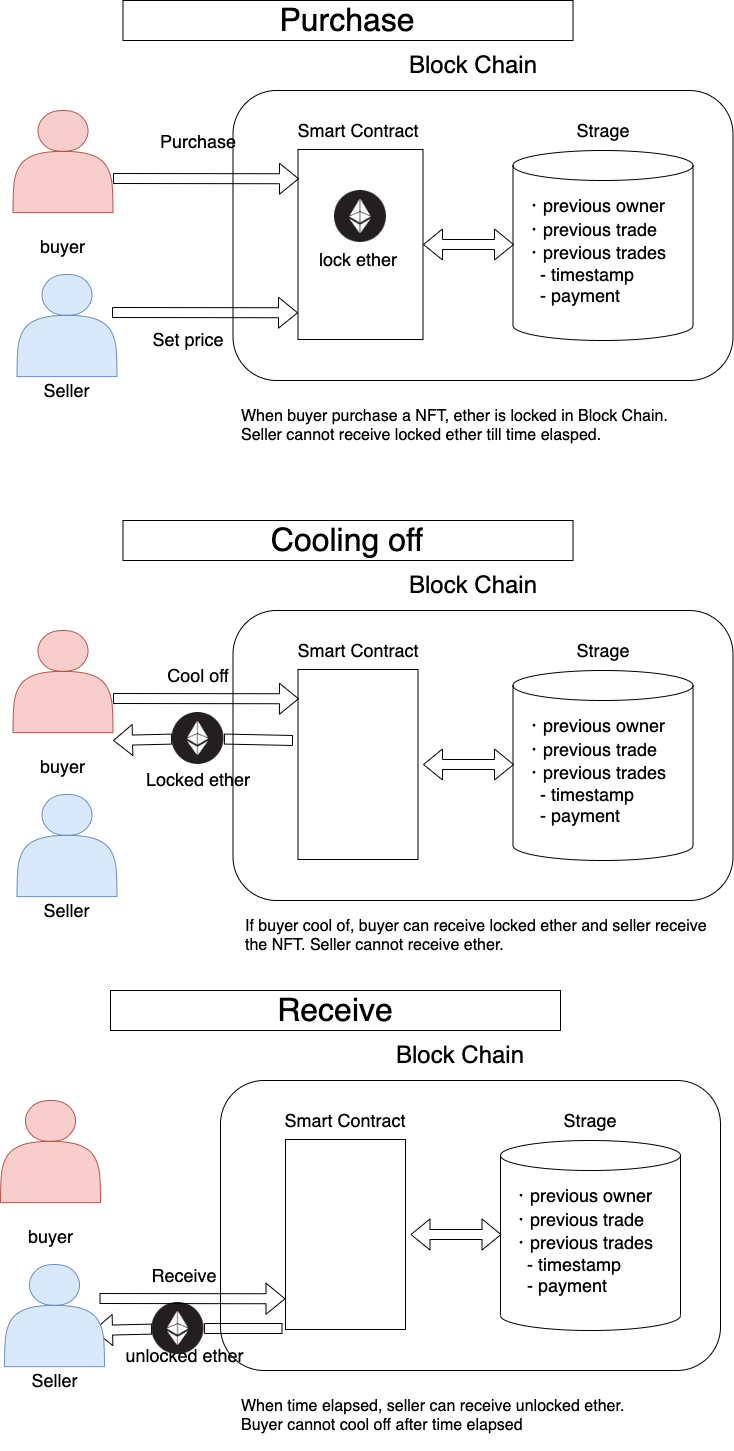 Purchase
Block Chain
Smart Contract
Strage
Purchase
・previous owner
・previous trade
・previous trades
- timestamp
- payment
lock ether
buyer
Set price
Seller
When buyer purchase a NFT, ether is locked in Block Chain.
Seller cannot receive locked ether till time elasped.
Cooling off
Block Chain
Smart Contract
Strage
Cool off
・previous owner
・previous trade
・previous trades
- timestamp
- payment
buyer
Locked ether
Seller
If buyer cool of, buyer can receive locked ether and seller receive
the NFT. Seller cannot receive ether.
Receive
Block Chain
Smart Contract
Strage
・previous owner
・previous trade
・previous trades
- timestamp
- payment
buyer
Receive
unlocked ether
Seller
When time elapsed, seller can receive unlocked ether.
Buyer cannot cool off after time elapsed